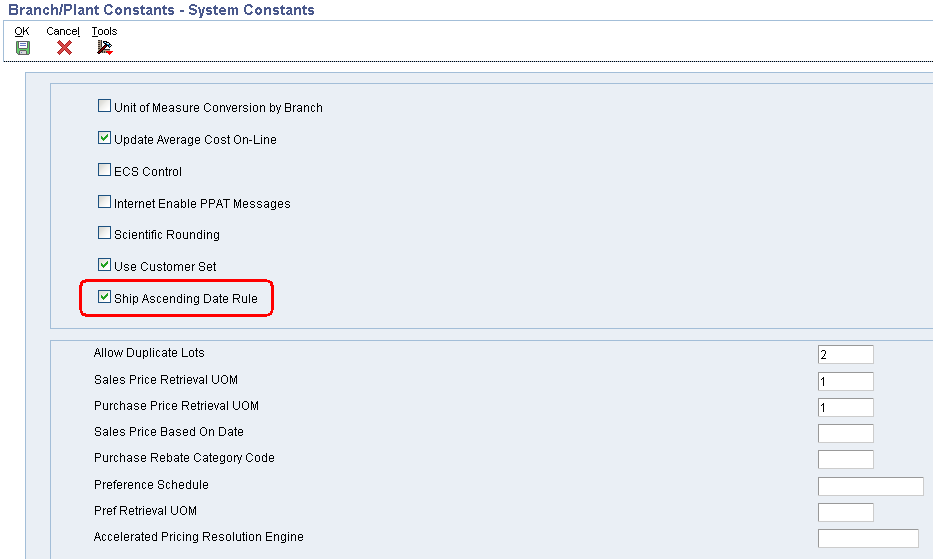 Branch/Plant Constants - System Constants
OK Cancel Tools
Unit of Measure Conversion by Branch
Update Average Cost On-Line
ECS Control
Internet Enable PPAT Messages
Scientific Rounding
Use Customer Set
Ship Ascending Date Rule
Allow Duplicate Lots 2
Sales Price Retrieval UOM 1
Purchase Price Retrieval UOM 1
Sales Price Based On Date
Purchase Rebate Category Code
Preference Schedule
Pref Retrieval UOM
Accelerated Pricing Resolution Engine